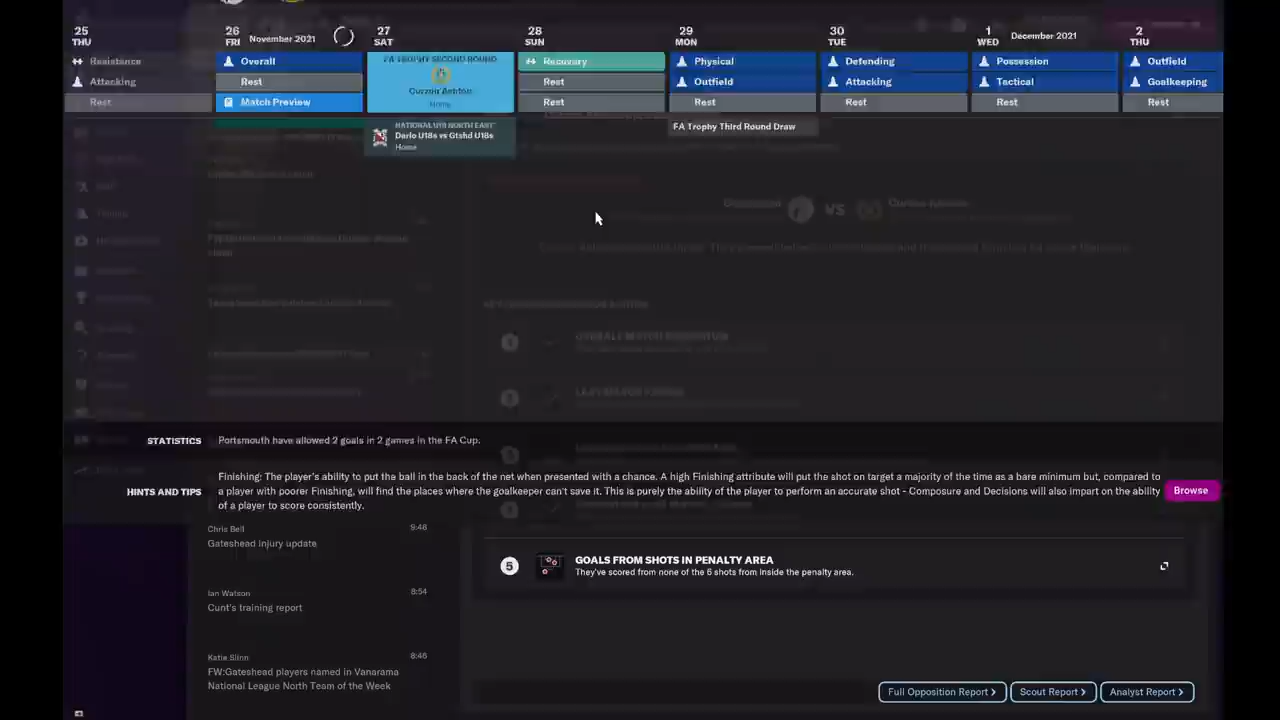 25
THU
26
FRI
November 2021
27
SAT
28
SUN
29
MON
30
TUE
1
WED
December 2021
2
THU
Resistance
Attacking
Rest
Overall
Rest
Match Preview
FA TROPHY SECOND ROUND
Curzon Ashton
Home
NATIONAL U18 NORTH EAST
Darlo U18s vs Gtshd U18s
Home
Recovery
Rest
Rest
Physical
Outfield
Rest
FA Trophy Third Round Draw
Defending
Attacking
Rest
Possession
Tactical
Rest
Outfield
Goalkeeping
Rest
VS
STATISTICS
Portsmouth have allowed 2 goals in 2 games in the FA Cup.
HINTS AND TIPS
Finishing: The player's ability to put the ball in the back of the net when presented with a chance. A high Finishing attribute will put the shot on target a majority of the time as a bare minimum but, compared to
a player with poorer Finishing, will find the places where the goalkeeper can't save it. This is purely the ability of the player to perform an accurate shot - Composure and Decisions will also impart on the ability
of a player to score consistently.
Browse
Chris Bell
9:46
Gateshead injury update
5
GOALS FROM SHOTS IN PENALTY AREA
They've scored from none of the 6 shots from inside the penalty area.
Ian Watson
8:54
Cunt's training report
Katie Slinn
8:46
FW:Gateshead players named in Vanarama
National League North Team of the Week
Full Opposition Report >
Scout Report >
Analyst Report >